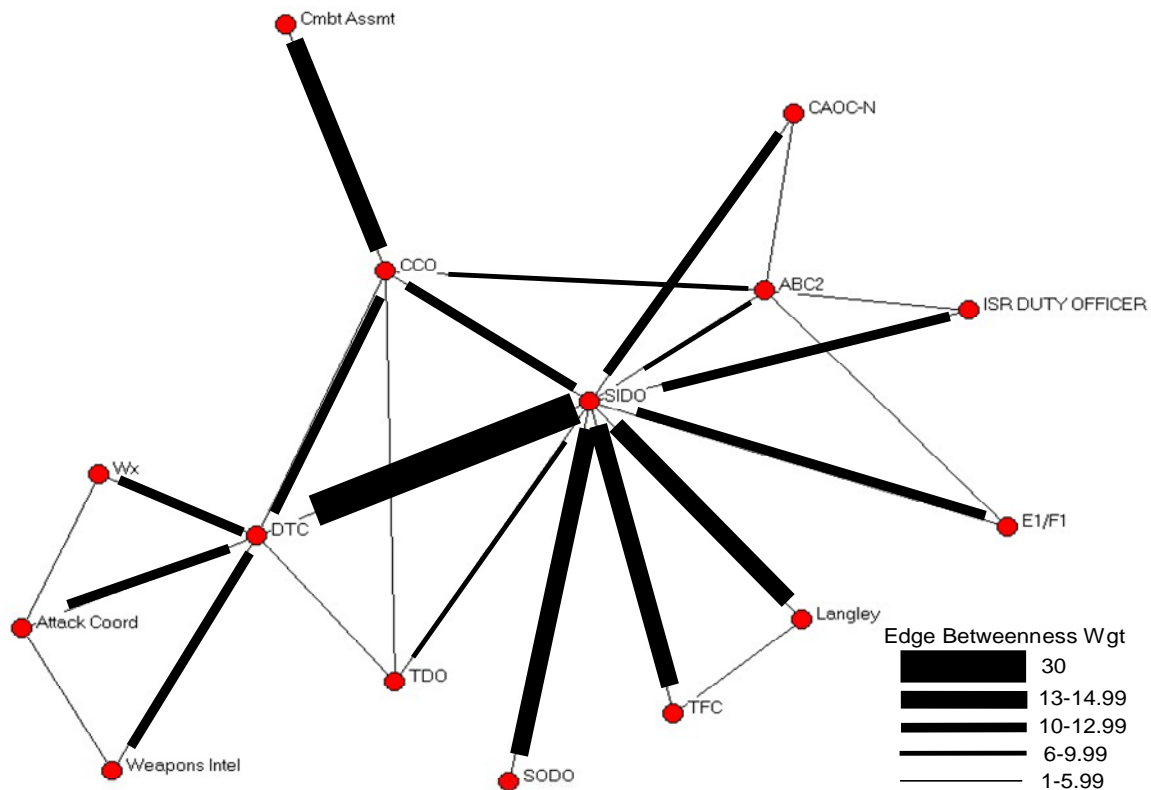 Cmbt Assmt
CAOC-N
CCO
ABC2
ISR DUTY OFFICER
SIDO
Wx
DTC
E1/F1
Attack Coord
Langley
TDO
TFC
Weapons Intel
SODO
Edge Betweenness Wgt
30
13-14.99
10-12.99
6-9.99
1-5.99